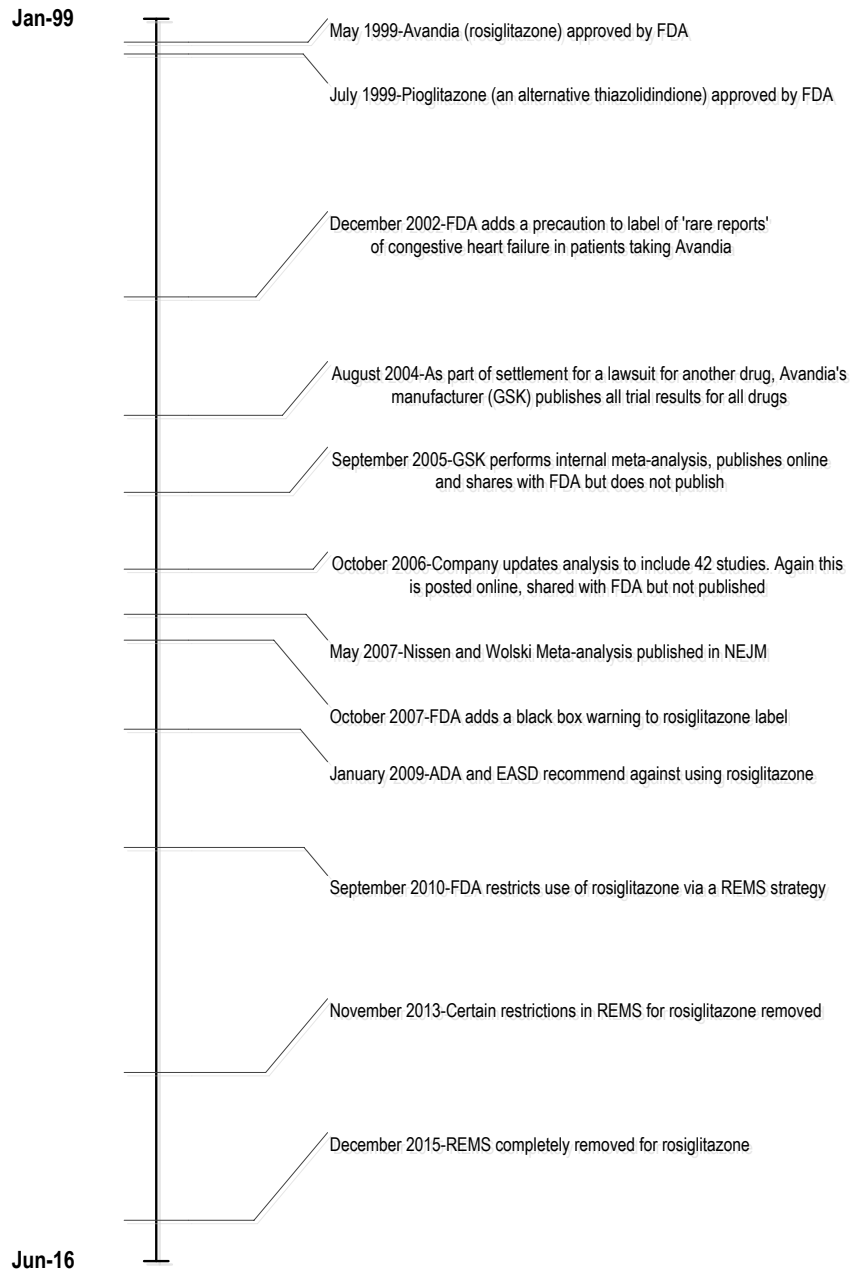 Jan-99
May 1999-Avandia (rosiglitazone) approved by FDA
July 1999-Pioglitazone (an alternative thiazolidindione) approved by FDA
December 2002-FDA adds a precaution to label of 'rare reports'
of congestive heart failure in patients taking Avandia
August 2004-As part of settlement for a lawsuit for another drug, Avandia's
manufacturer (GSK) publishes all trial results for all drugs
September 2005-GSK performs internal meta-analysis, publishes online
and shares with FDA but does not publish
October 2006-Company updates analysis to include 42 studies. Again this
is posted online, shared with FDA but not published
May 2007-Nissen and Wolski Meta-analysis published in NEJM
October 2007-FDA adds a black box warning to rosiglitazone label
January 2009-ADA and EASD recommend against using rosiglitazone
September 2010-FDA restricts use of rosiglitazone via a REMS strategy
November 2013-Certain restrictions in REMS for rosiglitazone removed
December 2015-REMS completely removed for rosiglitazone
Jun-16